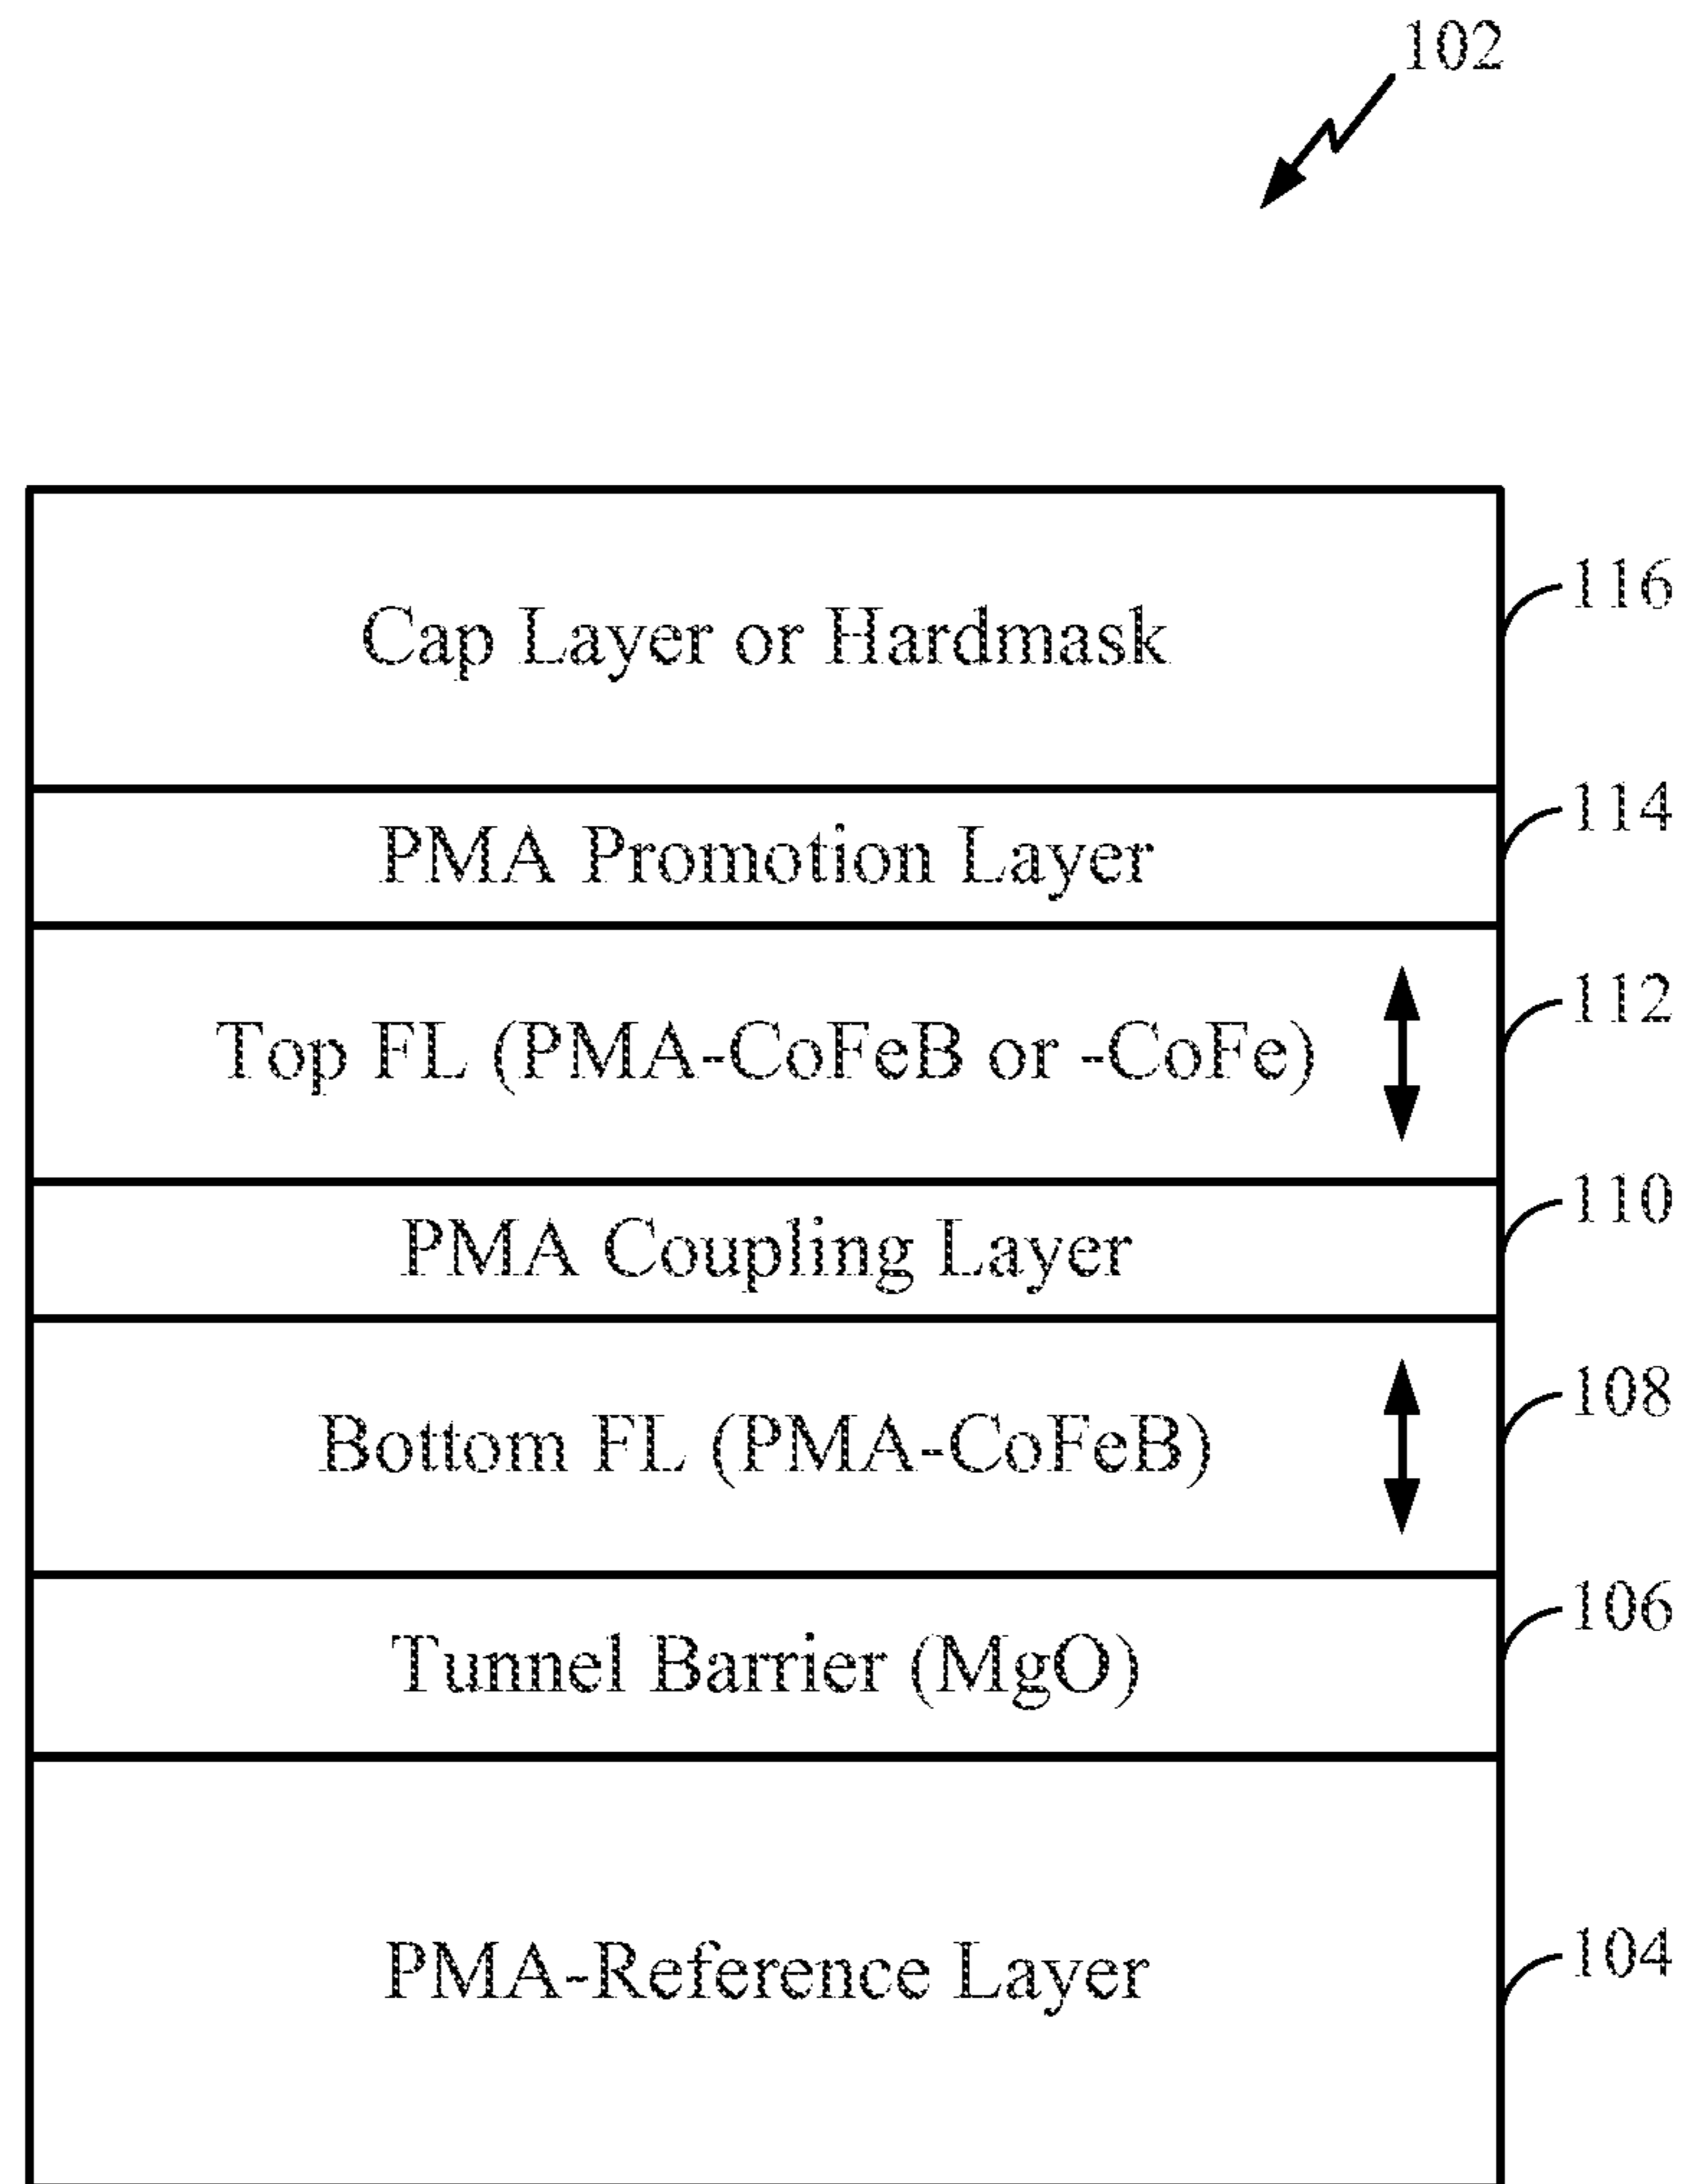 102
Cap Layer or Hardmask
116
PMA Promotion Layer
114
Top FL (PMA-CoFeB or -CoFe)
112
PMA Coupling Layer
110
Bottom FL (PMA-CoFeB)
108
Tunnel Barrier (MgO)
106
PMA-Reference Layer
104